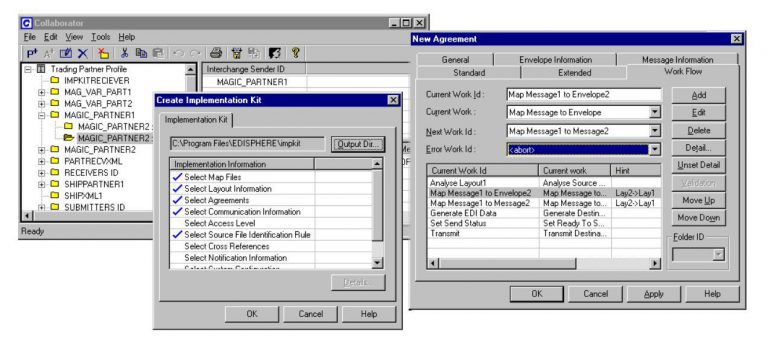 Collaborator
File Edit View Tools Help
Trading Partner Profile
IMPKITRECIEVER
MAG_VAR_PART1
MAG_VAR_PART2
MAGIC_PARTNER1
MAGIC_PARTNER2
MAGIC_PARTNER2
MAGIC_PARTNER2
PARTRECVXML
RECEIVERS ID
SHIPPARTNER1
SHIPXML1
SUBMITTERS ID
Ready
Interchange Sender ID
MAGIC_PARTNER1
Create Implementation Kit
Implementation Kit
C:\Program Files\EDISPHERE\impkit
Output Dir...
Implementation Information
Select Map Files
Select Layout Information
Select Agreements
Select Communication Information
Select Access Level
Select Source File Identification Rule
Select Cross References
Select Notification Information
Details...
OK Cancel Help
New Agreement
General Envelope Information Message Information
Standard Extended Work Flow
Current Work Id : Map Message1 to Envelope2
Current Work : Map Message to Envelope
Next Work Id : Map Message1 to Message2
Error Work Id : <abort>
Current Work Id Current work Hint
Analyse Layout1 Analyse Source ...
Map Message1 to Envelope2 Map Message to... Lay2->Lay1
Map Message1 to Message2 Map Message to... Lay2->Lay1
Generate EDI Data Generate Destin...
Set Send Status Set Ready To S...
Transmit Transmit Destina...
Add
Edit
Delete
Detail...
Unset Detail
Validation
Move Up
Move Down
Folder ID
OK Cancel Apply Help